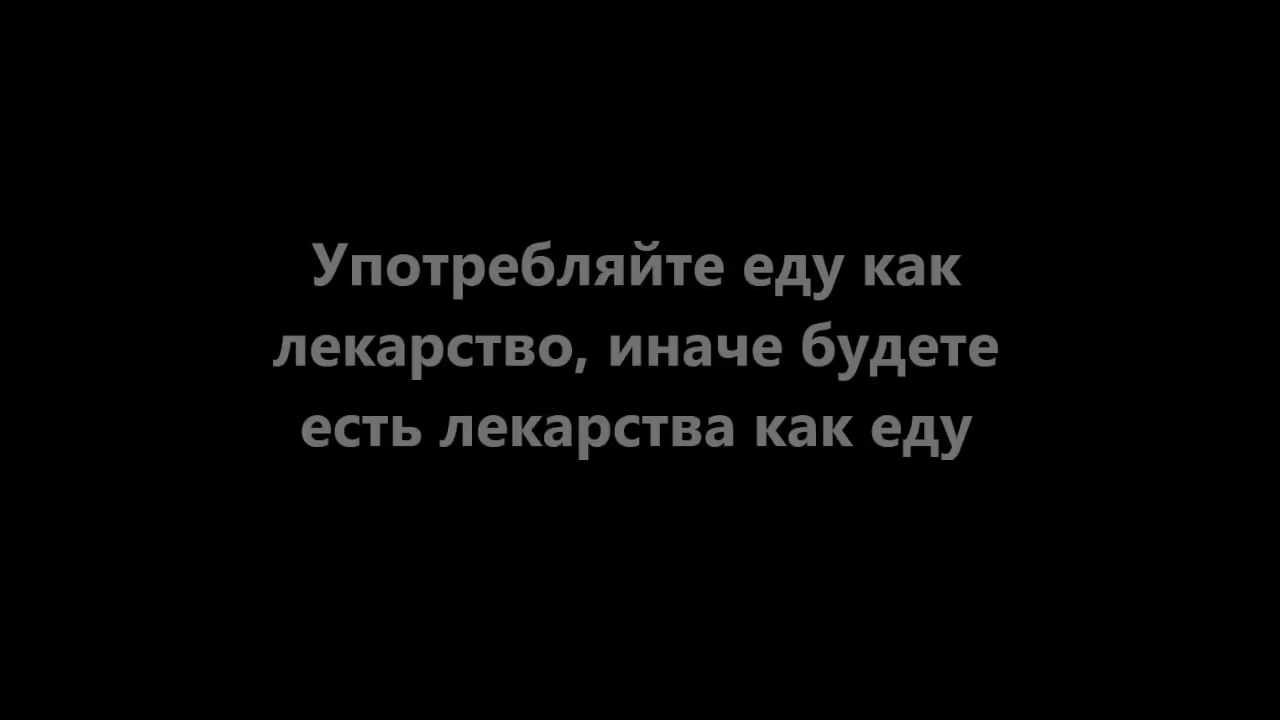 Употребляйте еду как
лекарство, иначе будете
есть лекарства как еду